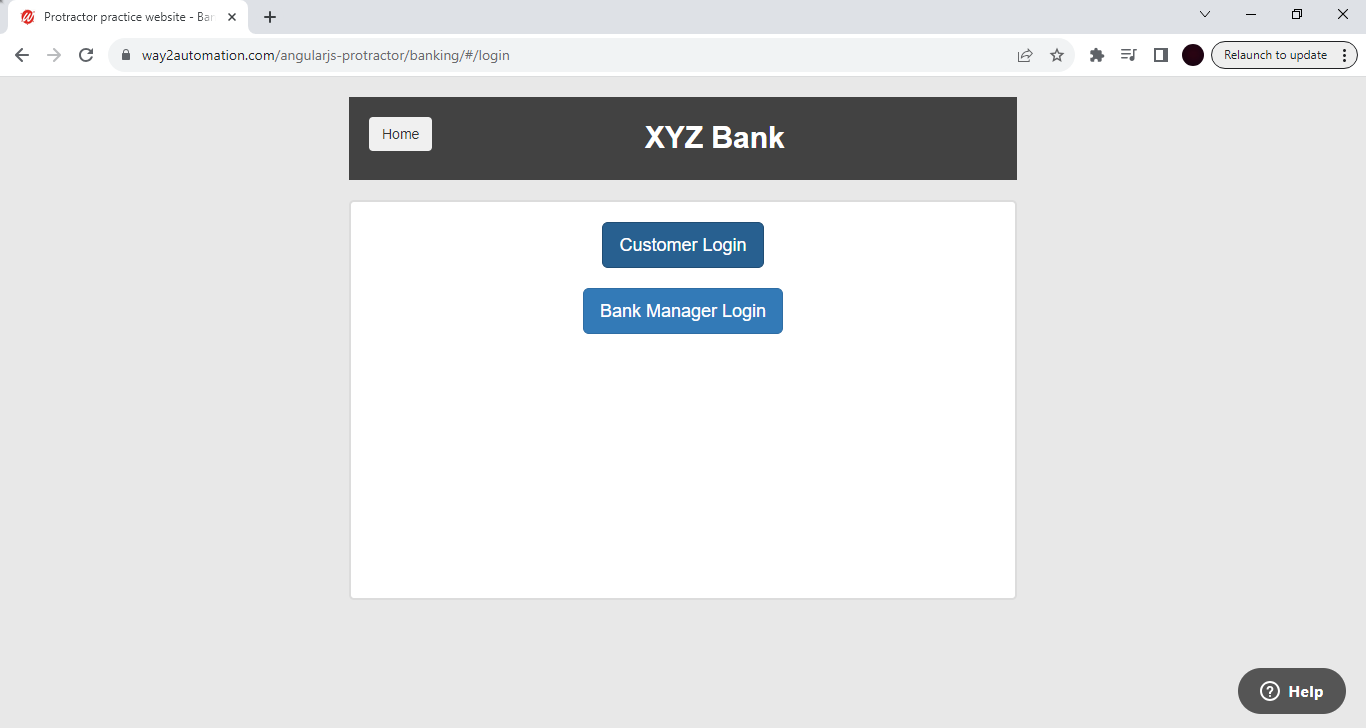 Protractor practice website - Ban
way2automation.com/angularjs-protractor/banking/#/login
Relaunch to update
Home
XYZ Bank
Customer Login
Bank Manager Login
Help